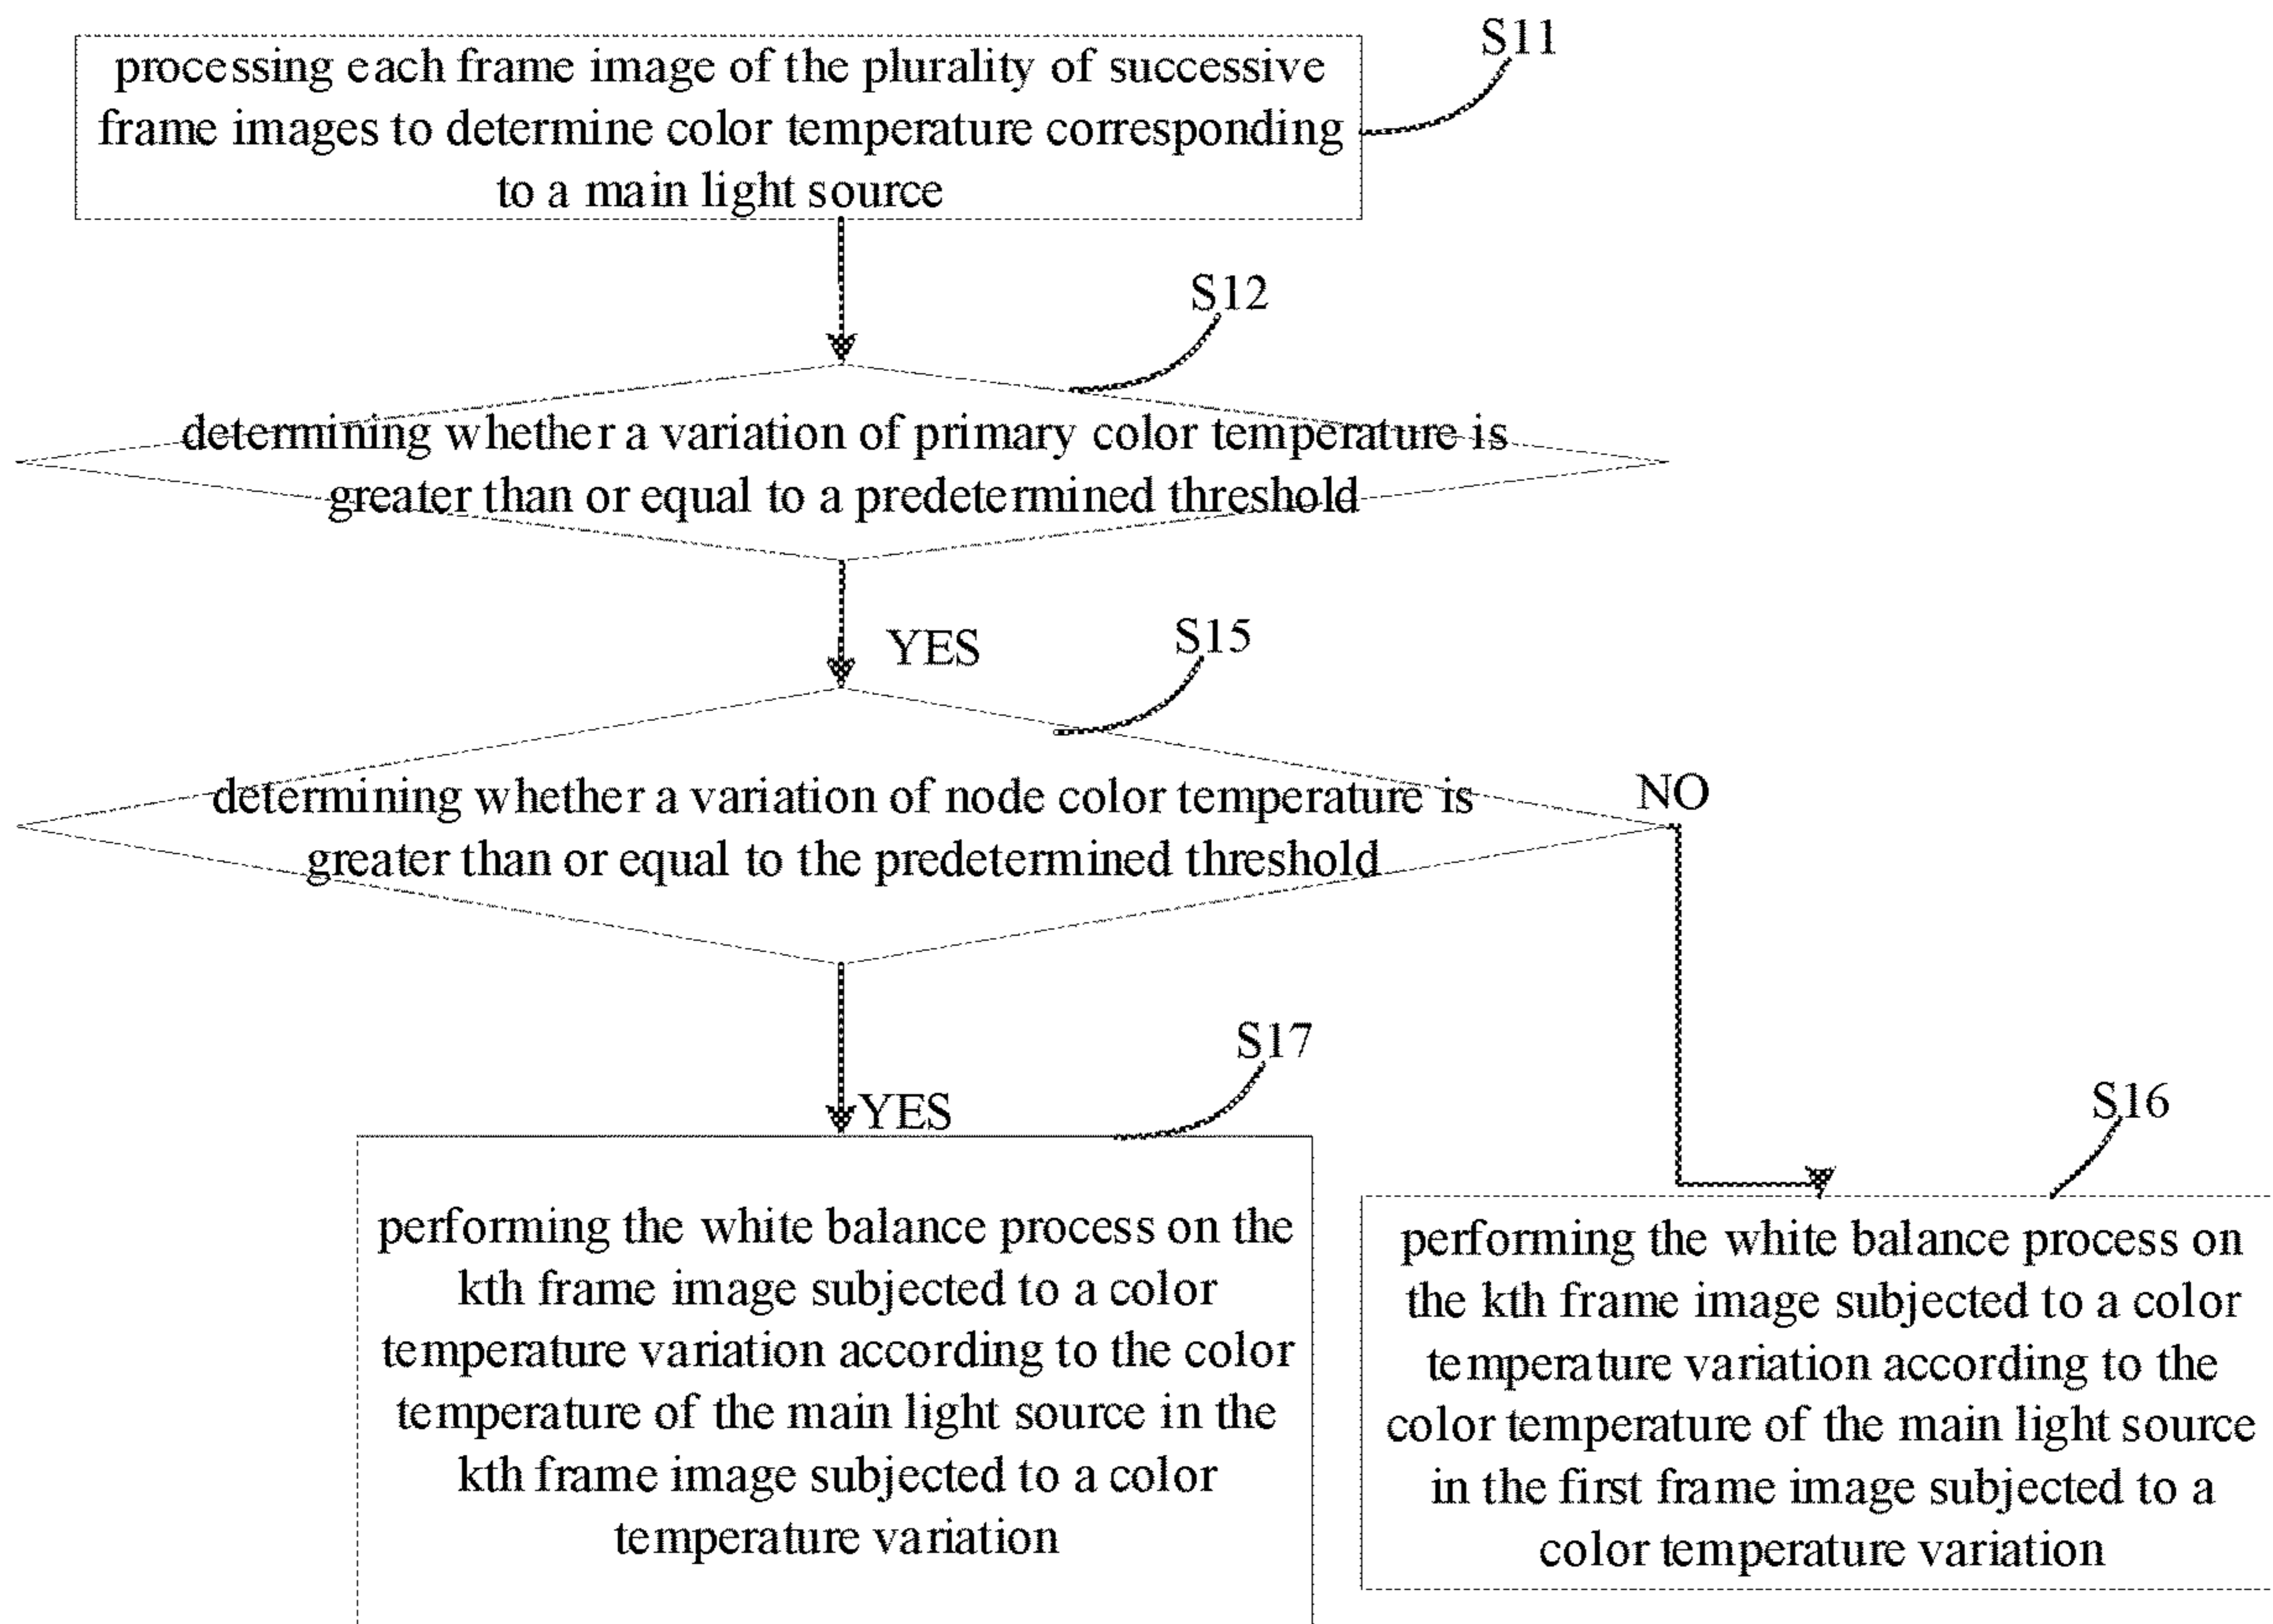 S11
processing each frame image of the plurality of successive
frame images to determine color temperature corresponding
to a main light source
S12
determining whether a variation of primary color temperature is
greater than or equal to a predetermined threshold
YES
S15
determining whether a variation of node color temperature is
greater than or equal to the predetermined threshold
NO
YES
S17
performing the white balance process on the
kth frame image subjected to a color
temperature variation according to the color
temperature of the main light source in the
kth frame image subjected to a color
temperature variation
S16
performing the white balance process on
the kth frame image subjected to a color
temperature variation according to the
color temperature of the main light source
in the first frame image subjected to a
color temperature variation